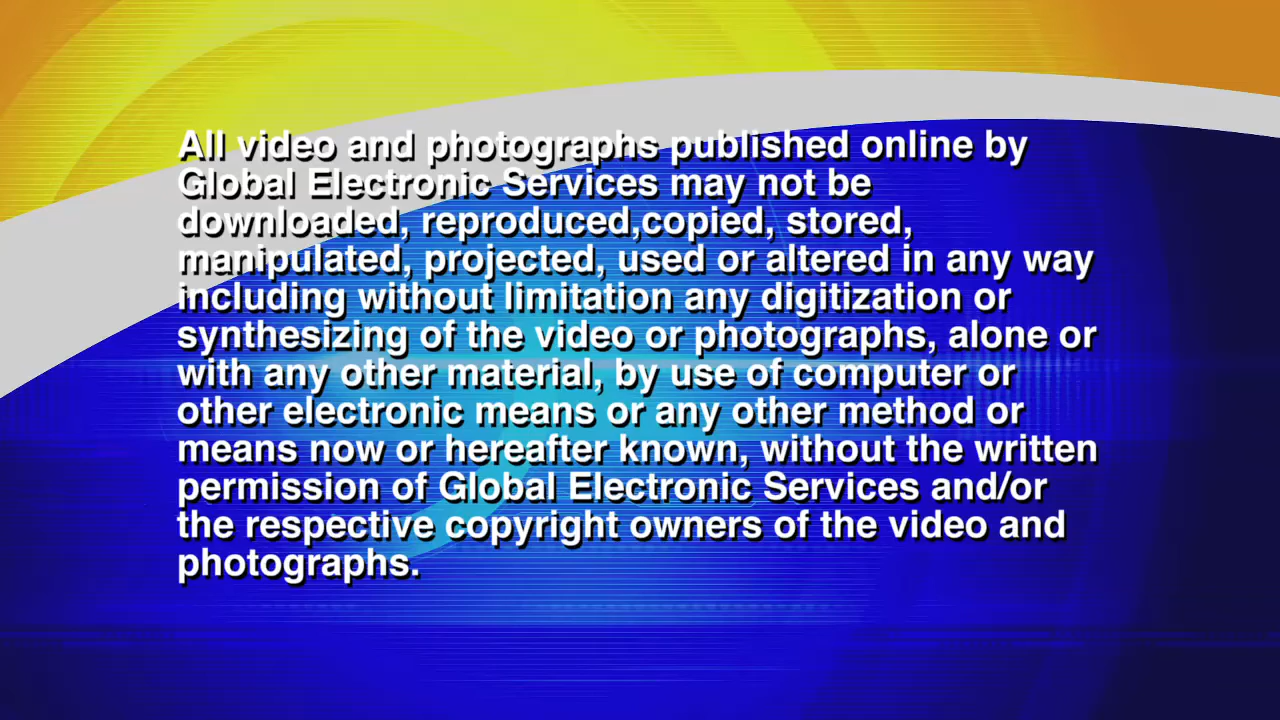 All video and photographs published online by
Global Electronic Services may not be
downloaded, reproduced,copied, stored,
manipulated, projected, used or altered in any way
including without limitation any digitization or
synthesizing of the video or photographs, alone or
with any other material, by use of computer or
other electronic means or any other method or
means now or hereafter known, without the written
permission of Global Electronic Services and/or
the respective copyright owners of the video and
photographs.